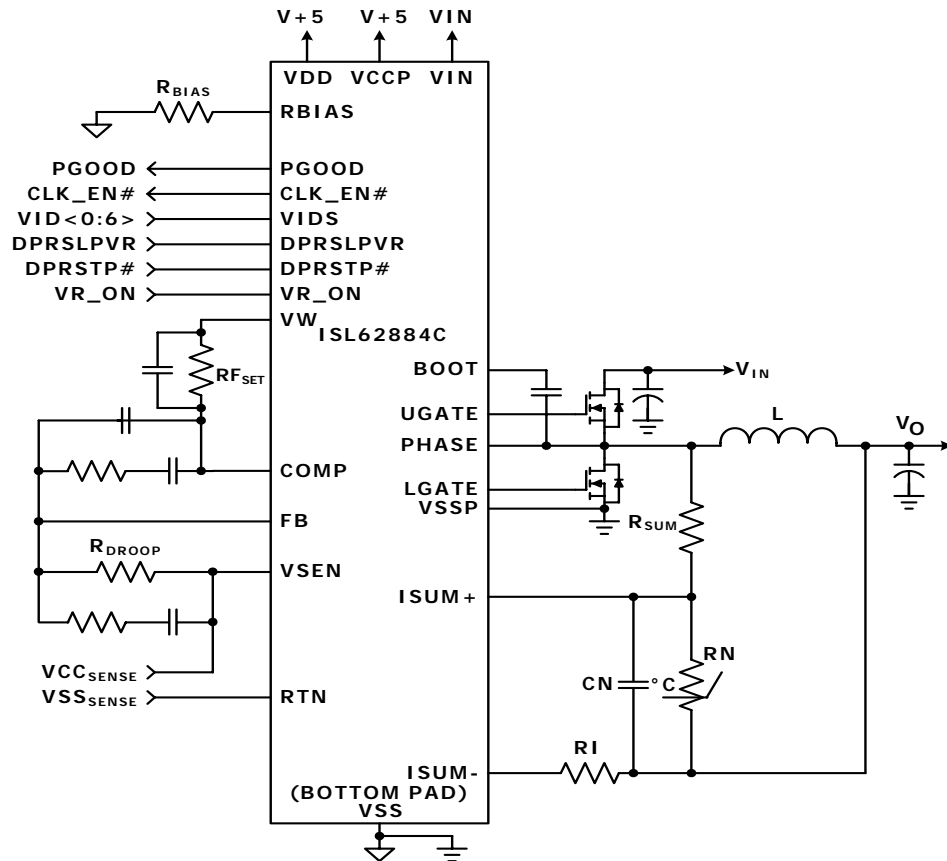 V+5 V+5 VIN
VDD VCCP VIN
RBIAS
RBIAS
PGOOD PGOOD
CLK_EN# CLK_EN#
VID<0:6> VIDS
DPRSLPVR DPRSLPVR
DPRSTP# DPRSTP#
VR_ON VR_ON
VW
ISL62884C
RFSET
BOOT
VIN
UGATE
L
VO
PHASE
COMP
LGATE
VSSP
RSUM
FB
RDROOP
VSEN
ISUM+
RN
CN
°C
VCCSENSE
VSSSENSE
RTN
RI
ISUM-
(BOTTOM PAD)
VSS